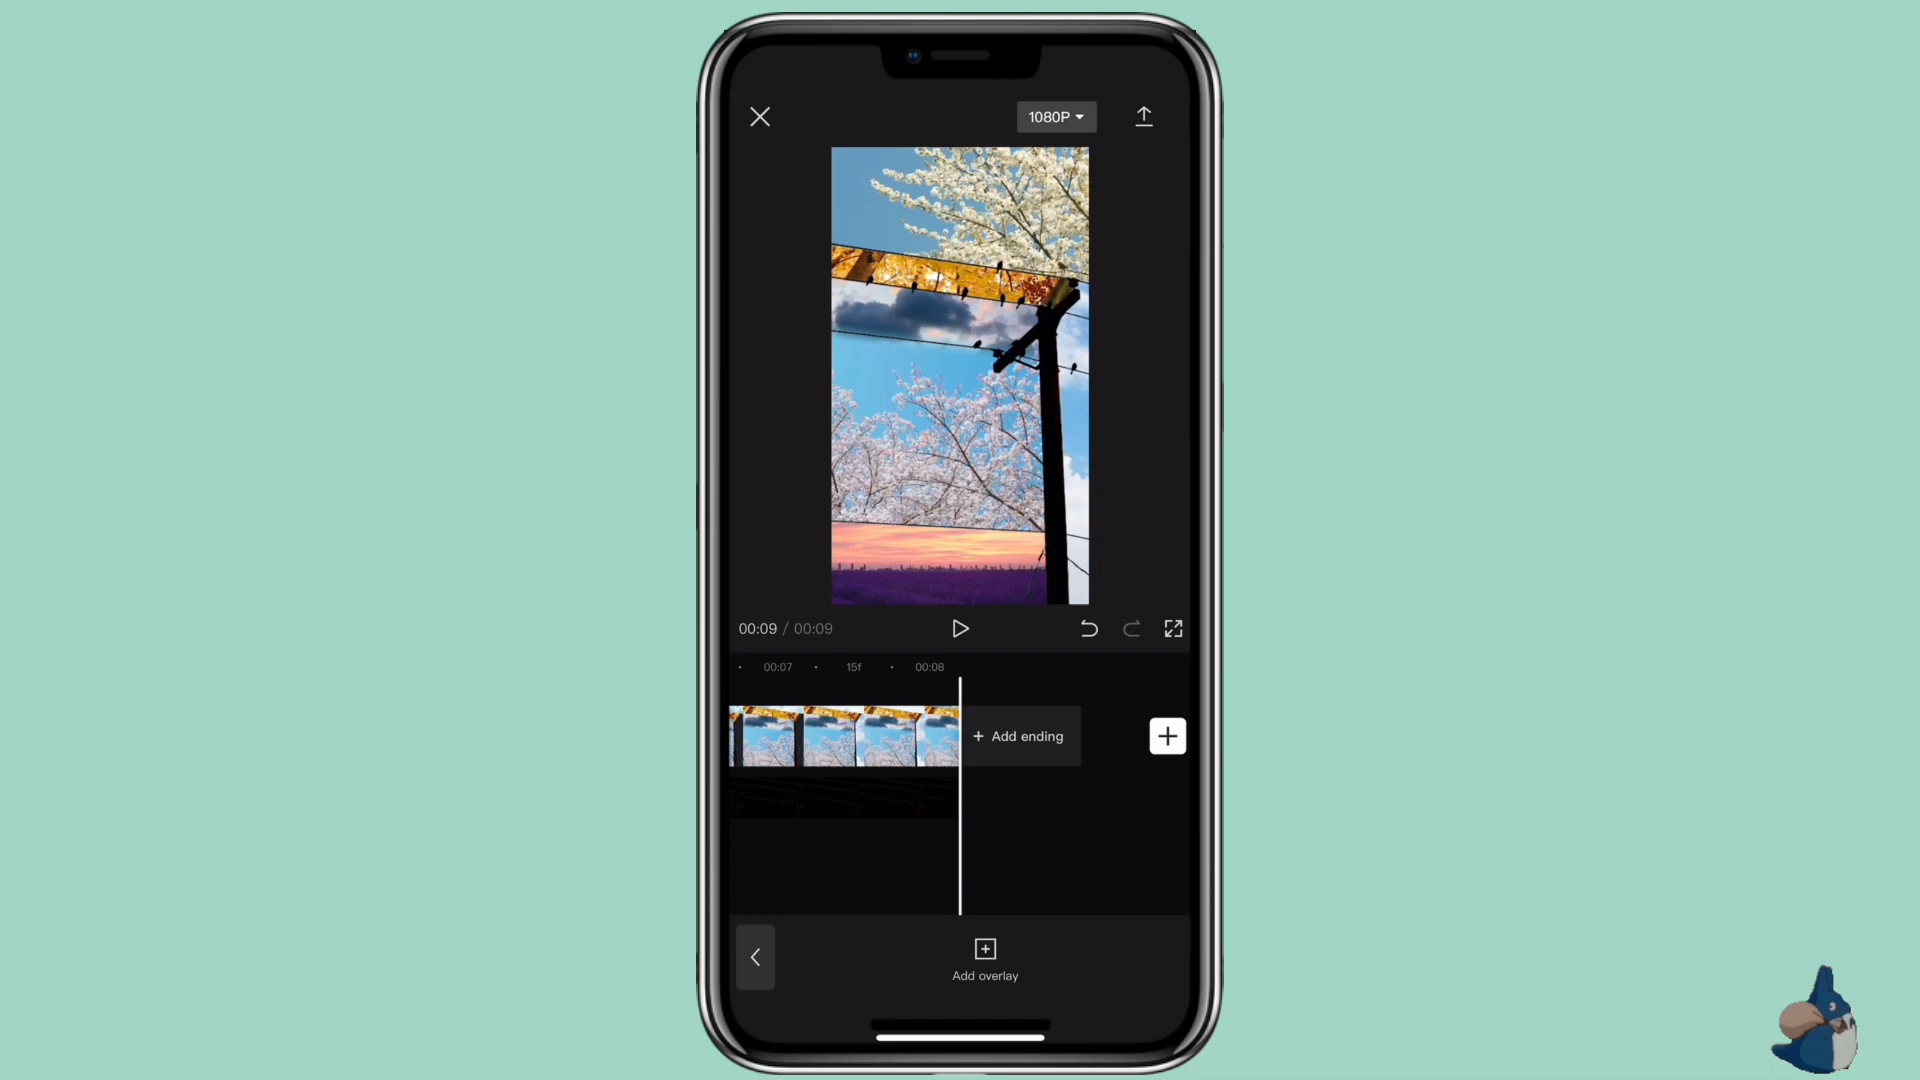 1080P
00:09 / 00:09
00:07 15f 00:08
+ Add ending
Add overlay